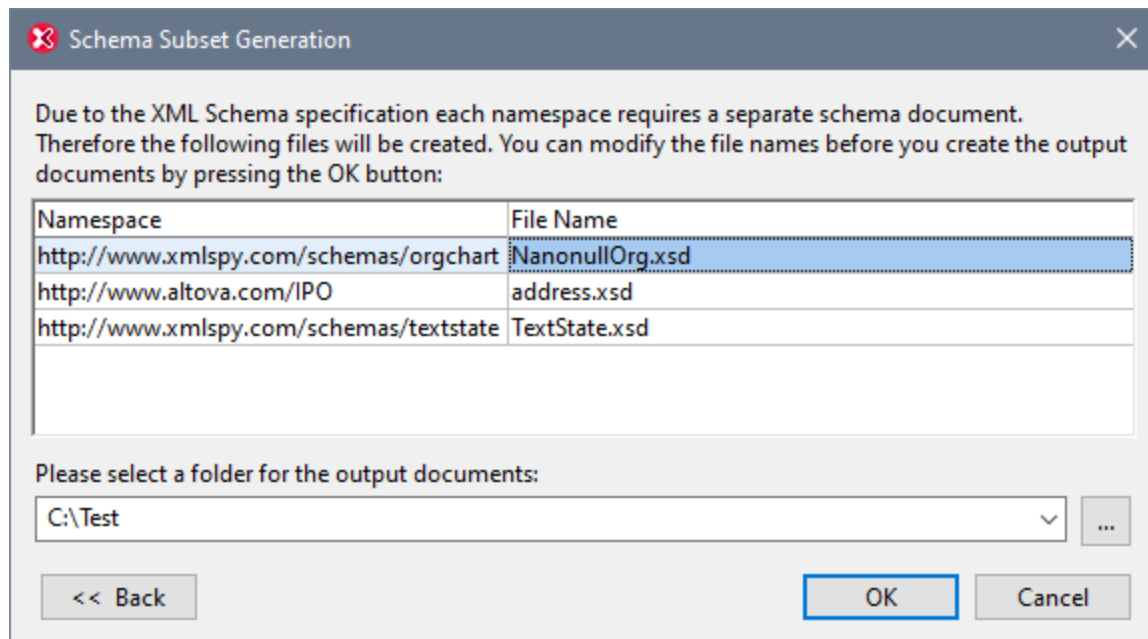 Schema Subset Generation
Due to the XML Schema specification each namespace requires a separate schema document.
Therefore the following files will be created. You can modify the file names before you create the output
documents by pressing the OK button:
Namespace File Name
http://www.xmlspy.com/schemas/orgchart NanonullOrg.xsd
http://www.altova.com/IPO address.xsd
http://www.xmlspy.com/schemas/textstate TextState.xsd
Please select a folder for the output documents:
C:\Test
...
<< Back OK Cancel